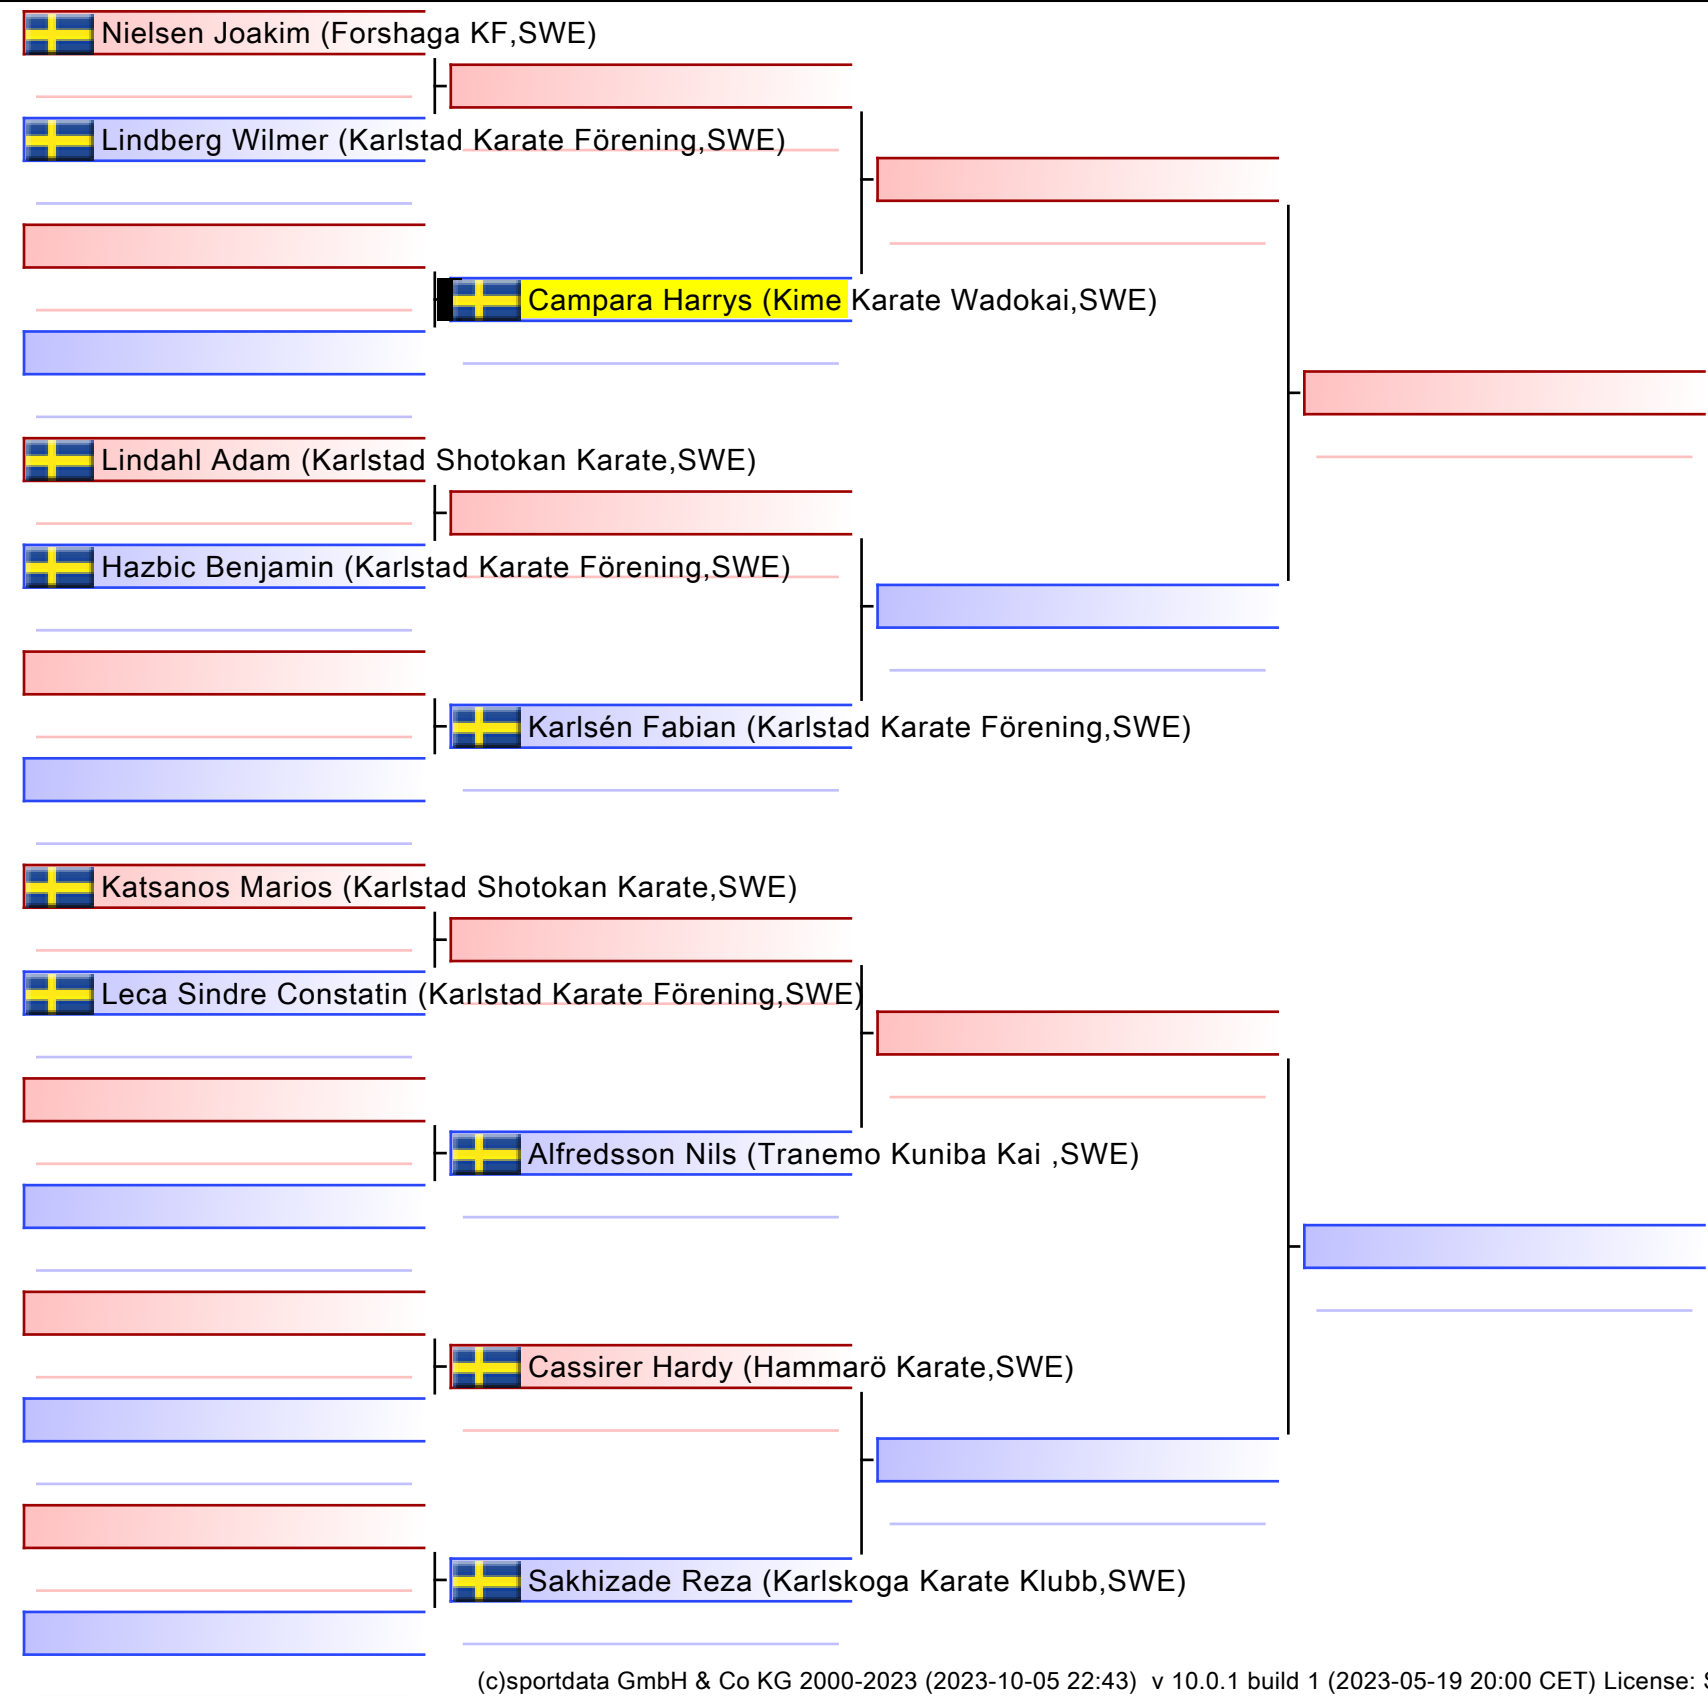 Nielsen Joakim (Forshaga KF,SWE)
Lindberg Wilmer (Karlstad Karate Förening,SWE)
Campara Harrys (Kime Karate Wadokai,SWE)
Lindahl Adam (Karlstad Shotokan Karate,SWE)
Hazbic Benjamin (Karlstad Karate Förening,SWE)
Karlsén Fabian (Karlstad Karate Förening,SWE)
Katsanos Marios (Karlstad Shotokan Karate,SWE)
Leca Sindre Constatin (Karlstad Karate Förening,SWE)
Alfredsson Nils (Tranemo Kuniba Kai ,SWE)
Cassirer Hardy (Hammarö Karate,SWE)
Sakhizade Reza (Karlskoga Karate Klubb,SWE)
(c)sportdata GmbH & Co KG 2000-2023 (2023-10-05 22:43) v 10.0.1 build 1 (2023-05-19 20:00 CET) License: